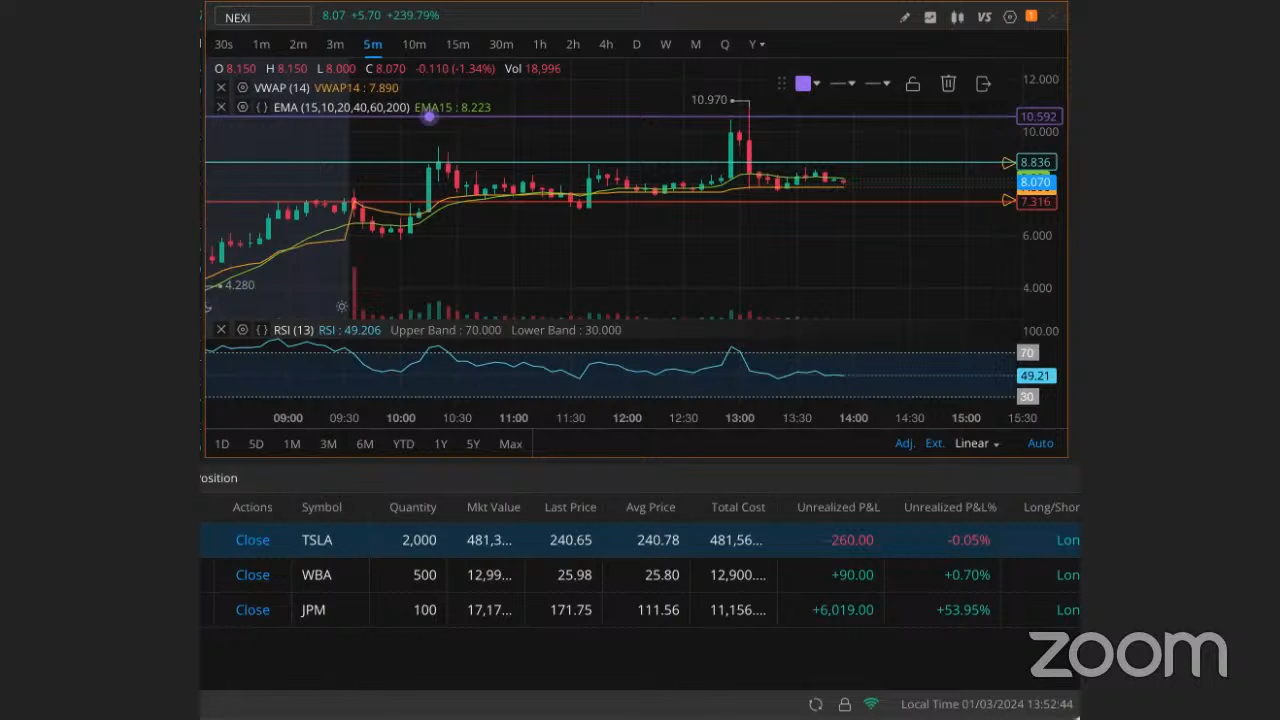 NEXI 8.07 +5.70 +239.79% VS 1
30s 1m 2m 3m 5m 10m 15m 30m 1h 2h 4h D W M Q Y
O 8.150 H 8.150 L 8.000 C 8.070 -0.110 (-1.34%) Vol 18,996
VWAP (14) VWAP14 : 7.890
EMA (15,10,20,40,60,200) EMA15 : 8.223
12.000
10.970
10.592
10.000
8.836
8.070
7.316
6.000
4.280
4.000
RSI (13) RSI : 49.206 Upper Band : 70.000 Lower Band : 30.000
100.00
70
49.21
30
09:00 09:30 10:00 10:30 11:00 11:30 12:00 12:30 13:00 13:30 14:00 14:30 15:00 15:30
1D 5D 1M 3M 6M YTD 1Y 5Y Max Adj. Ext. Linear Auto
osition
Actions Symbol Quantity Mkt Value Last Price Avg Price Total Cost Unrealized P&L Unrealized P&L% Long/Shor
Close TSLA 2,000 481,3... 240.65 240.78 481,56... -260.00 -0.05% Lon
Close WBA 500 12,99... 25.98 25.80 12,900.... +90.00 +0.70% Lon
Close JPM 100 17,17... 171.75 111.56 11,156.... +6,019.00 +53.95% Lon
zoom
Local Time 01/03/2024 13:52:44